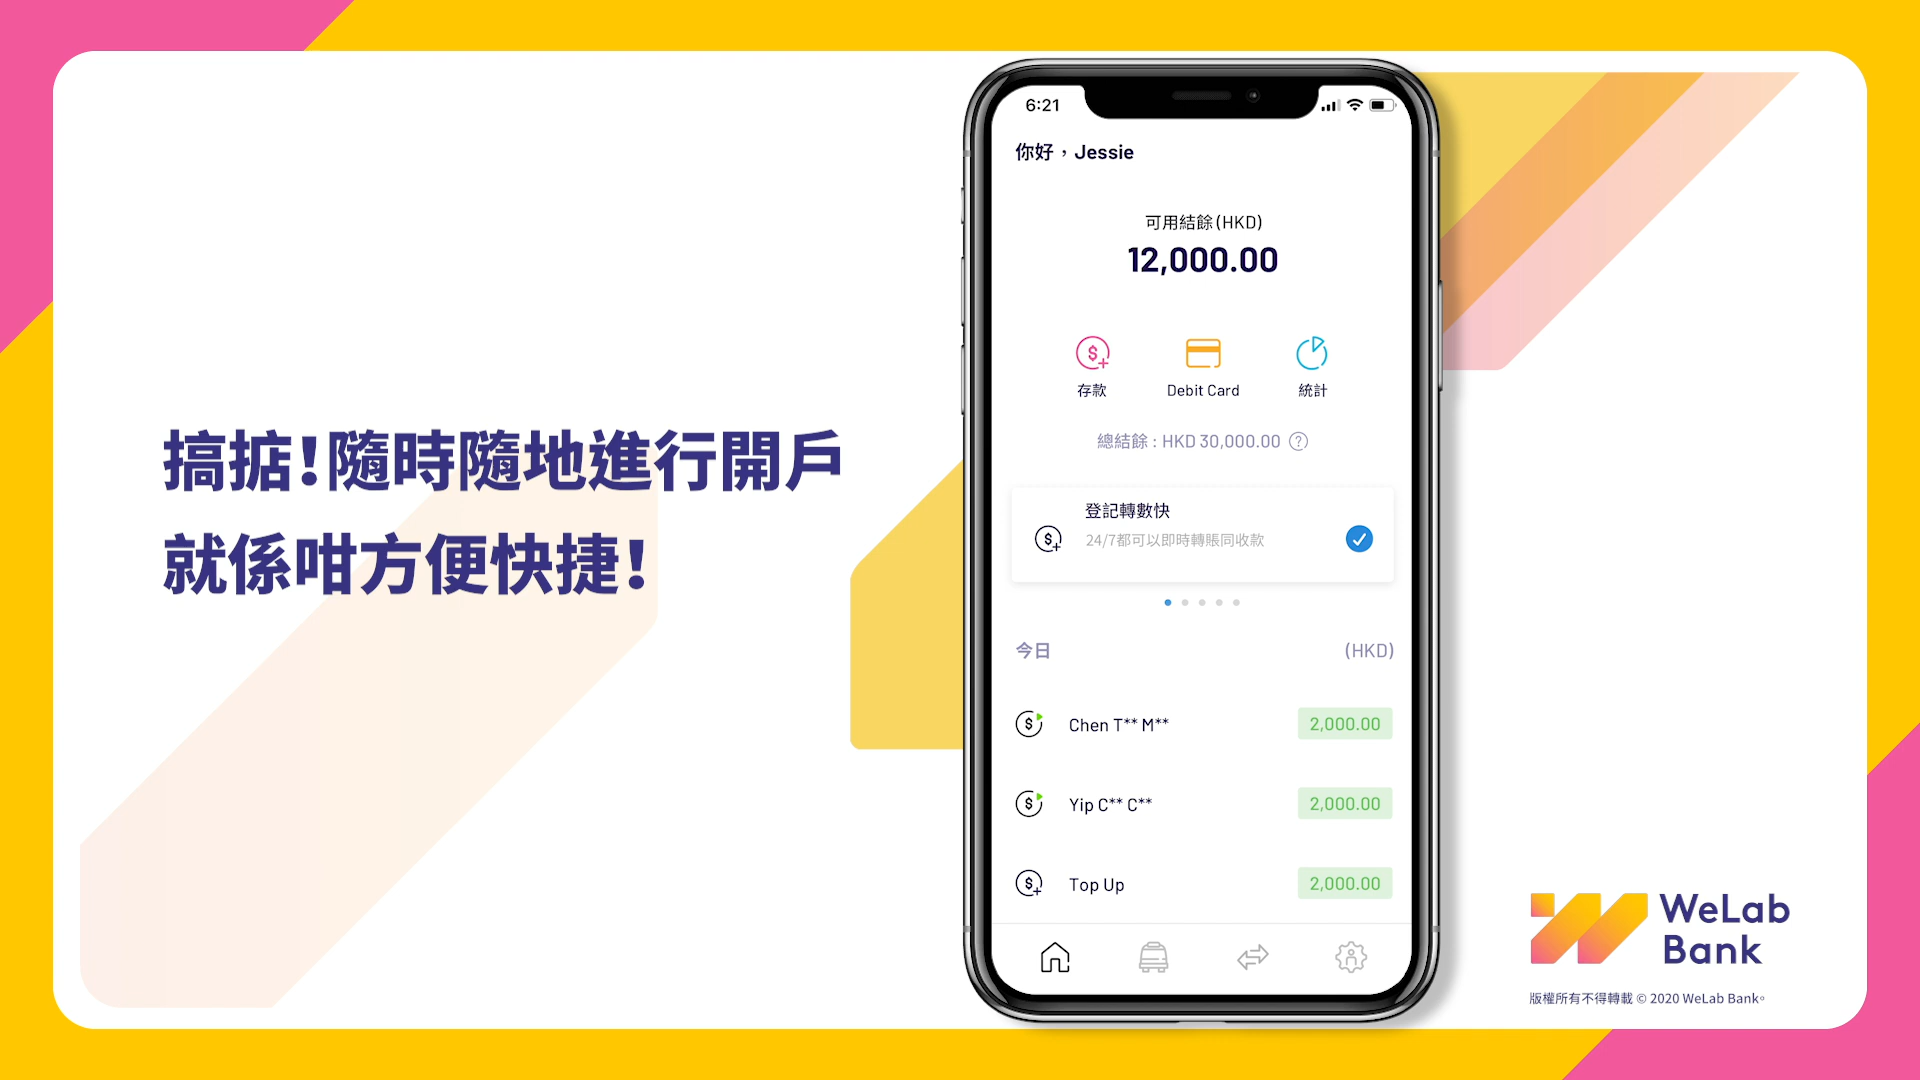 搞掂!隨時隨地進行開戶
就係咁方便快捷!
6:21
你好，Jessie
可用結餘(HKD)
12,000.00
存款
Debit Card
統計
總結餘 : HKD 30,000.00 ?
登記轉數快
24/7都可以即時轉賬同收款
今日
(HKD)
Chen T** M**
2,000.00
Yip C** C**
2,000.00
Top Up
2,000.00
WeLab
Bank
版權所有不得轉載 © 2020 WeLab Bank。